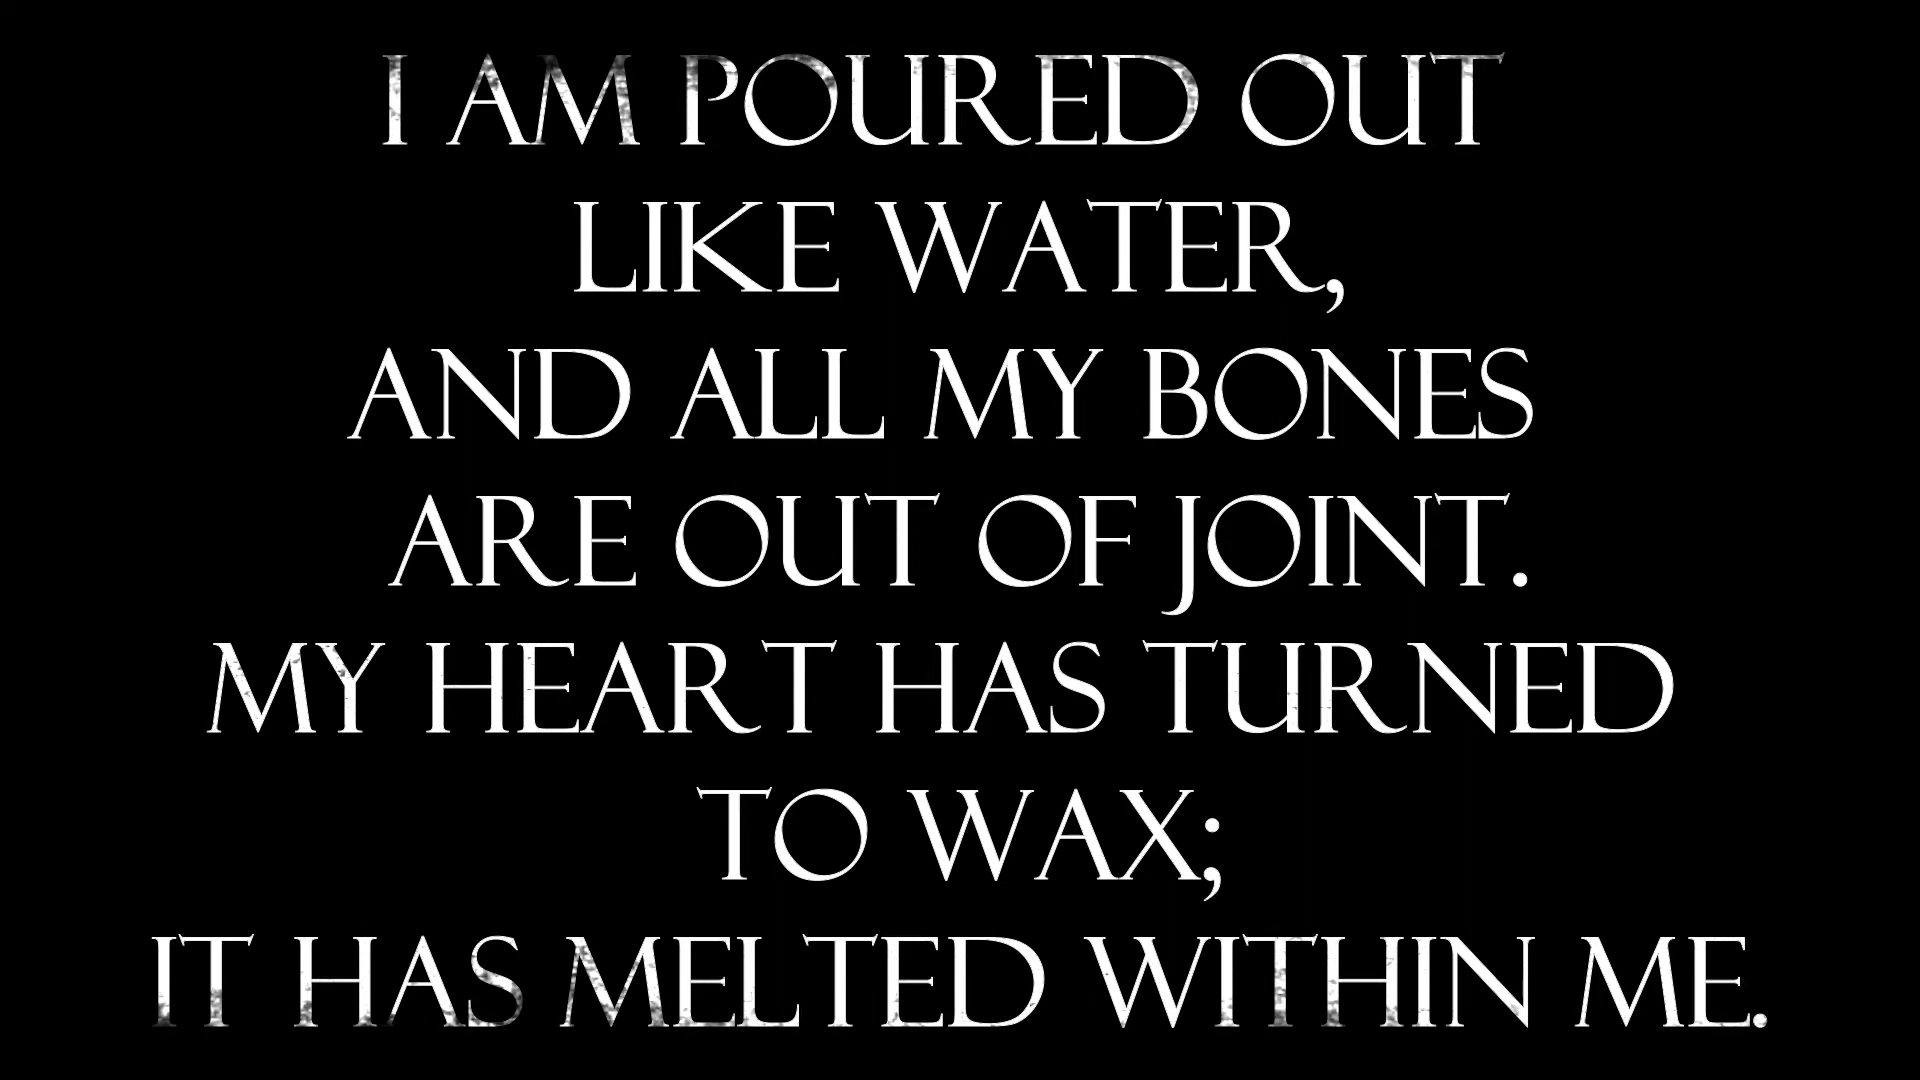 I AM POURED OUT
LIKE WATER,
AND ALL MY BONES
ARE OUT OF JOINT.
MY HEART HAS TURNED
TO WAX;
IT HAS MELTED WITHIN ME.